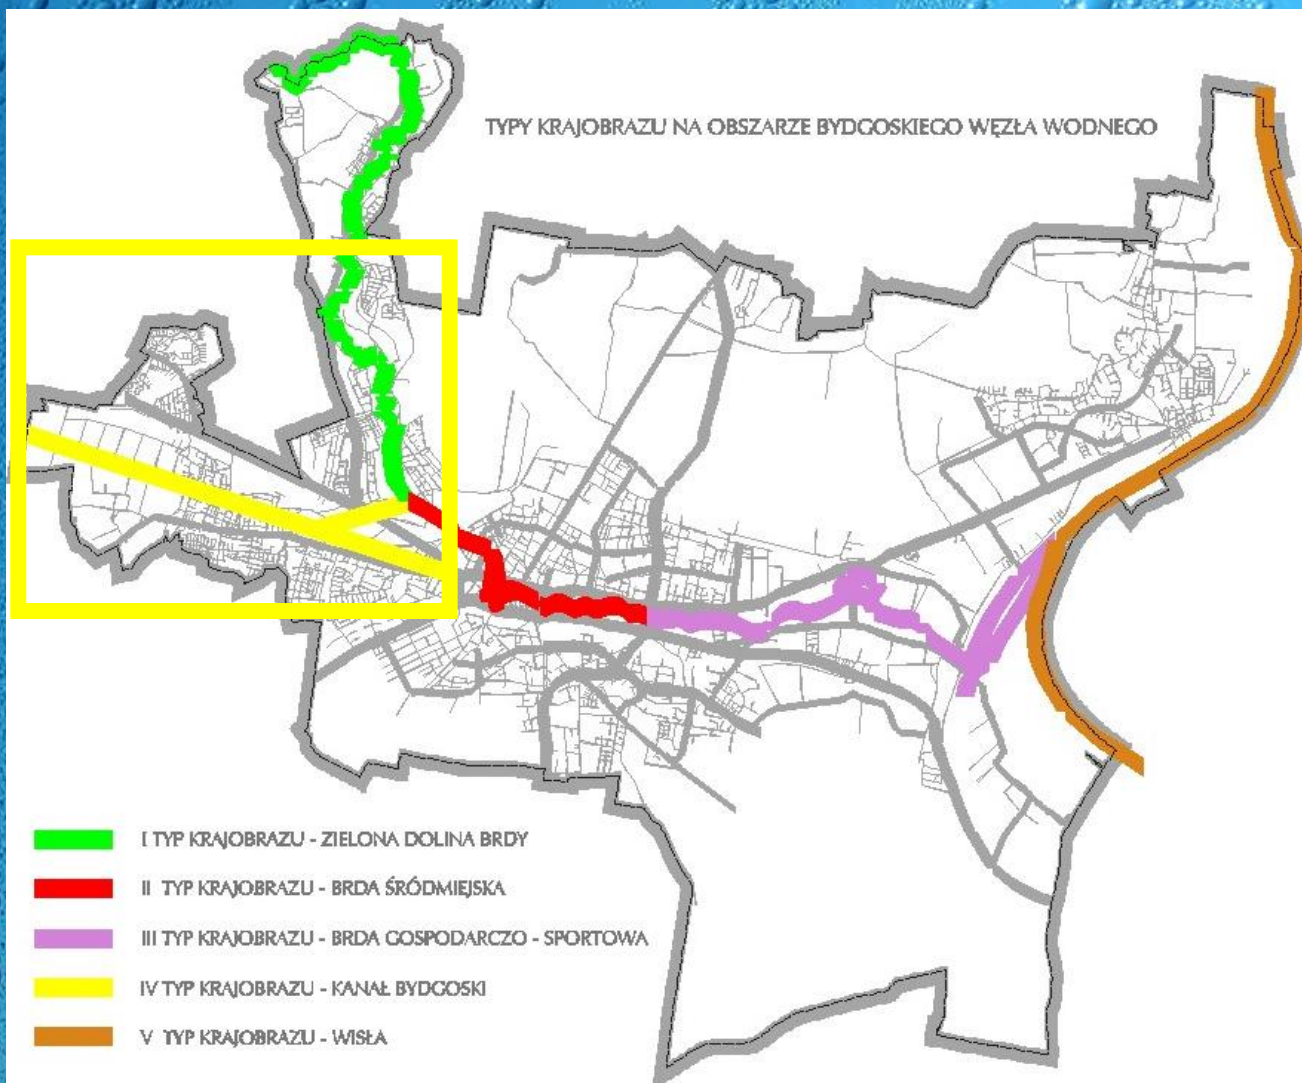 TYPY KRAJOBRAZU NA OBSZARZE BYDGOSKIEGO WĘZŁA WODNEGO
I TYP KRAJOBRAZU - ZIELONA DOLINA BRDY
II TYP KRAJOBRAZU - BRDA ŚRÓDMIEJSKA
III TYP KRAJOBRAZU - BRDA GOSPODARCZO - SPORTOWA
IV TYP KRAJOBRAZU - KANAŁ BYDGOSKI
V TYP KRAJOBRAZU - WISŁA